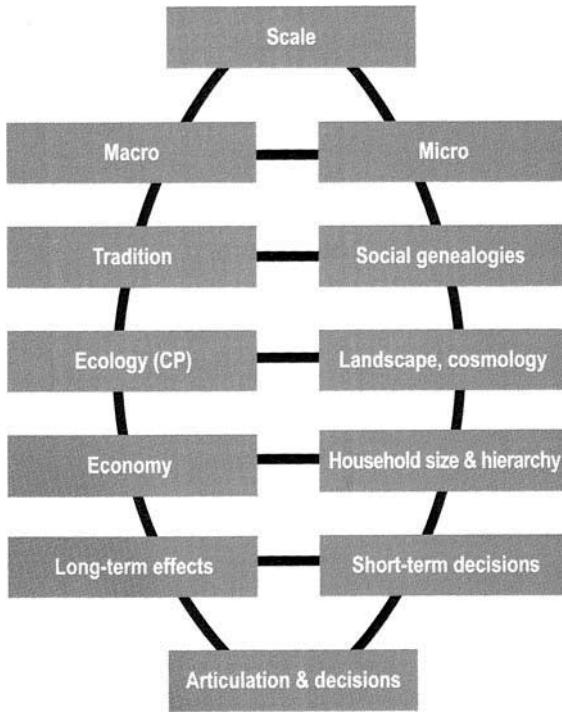 Scale
Macro
Micro
Tradition
Social genealogies
Ecology (CP)
Landscape, cosmology
Economy
Household size & hierarchy
Long-term effects
Short-term decisions
Articulation & decisions